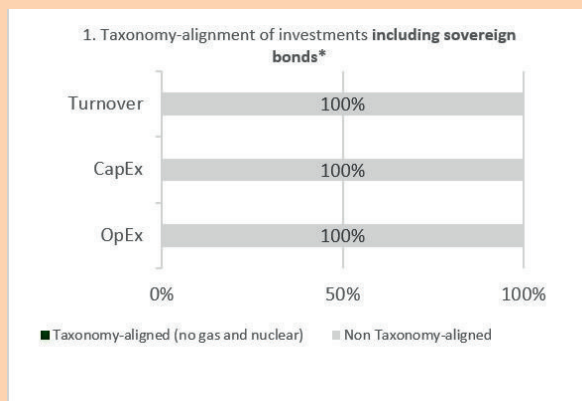 1. Taxonomy-alignment of investments including sovereign
bonds*
Turnover 100%
CapEx 100%
OpEx 100%
0% 50% 100%
Taxonomy-aligned (no gas and nuclear) Non Taxonomy-aligned